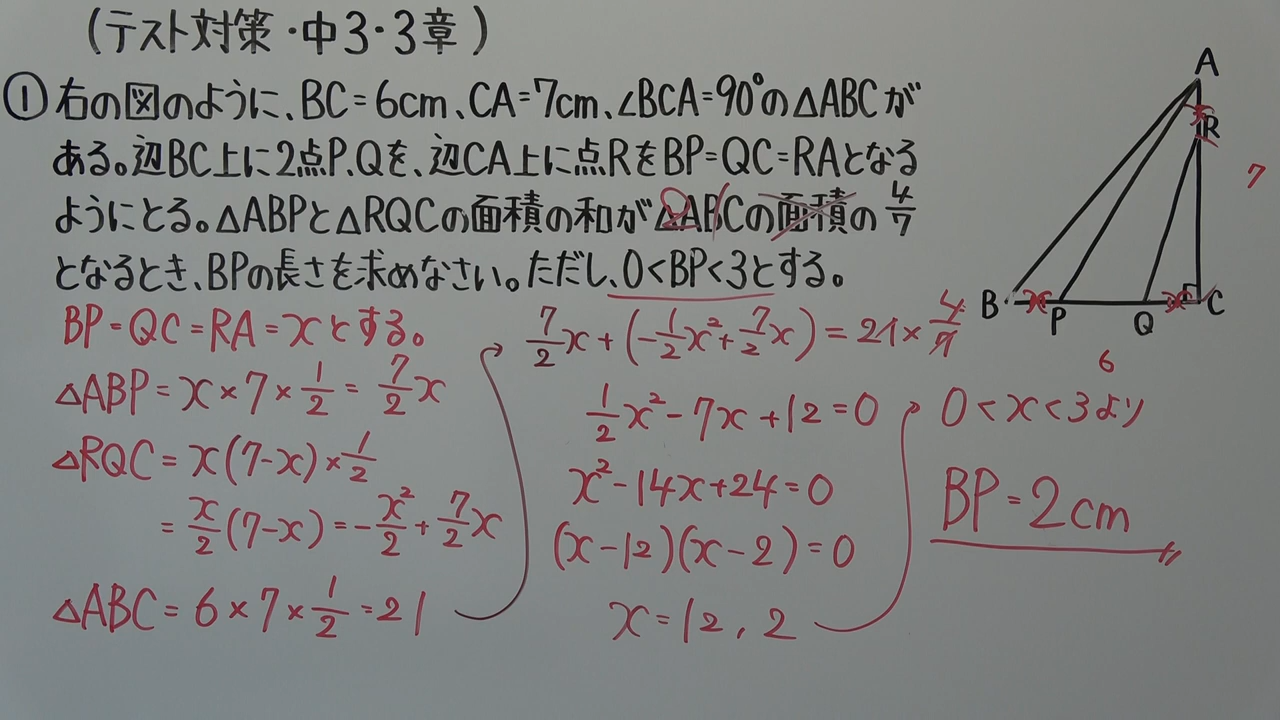 (テスト対策・中3・3章)
① 右の図のように、BC=6cm、CA=7cm、∠BCA=90°の△ABCが
ある。辺BC上に2点P、Qを、辺CA上に点RをBP=QC=RAとなる
ようにとる。△ABPと△RQCの面積の和が△ABCの面積の4/7
となるとき、BPの長さを求めなさい。ただし、0<BP<3とする。
BP=QC=RA=xとする。
△ABP=x×7×1/2=7/2x
△RQC=x(7-x)×1/2
=x/2(7-x)=-x²/2+7/2x
△ABC=6×7×1/2=21
7/2x+(-1/2x²+7/2x)=21×4/7
1/2x²-7x+12=0
x²-14x+24=0
(x-12)(x-2)=0
x=12,2
0<x<3より
BP=2cm
A
x
R
7
B
x
P
Q
x
C
6